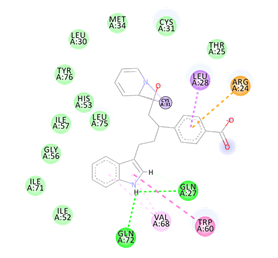 MET
A:34
CYS
A:31
LEU
A:30
THR
A:25
TYR
A:76
LEU
A:28
ARG
A:24
HIS
A:53
ILE
A:57
LEU
A:75
GLY
A:56
ILE
A:71
GLN
A:27
ILE
A:52
VAL
A:68
TRP
A:60
GLN
A:72
N
O
O
O
N
H
H